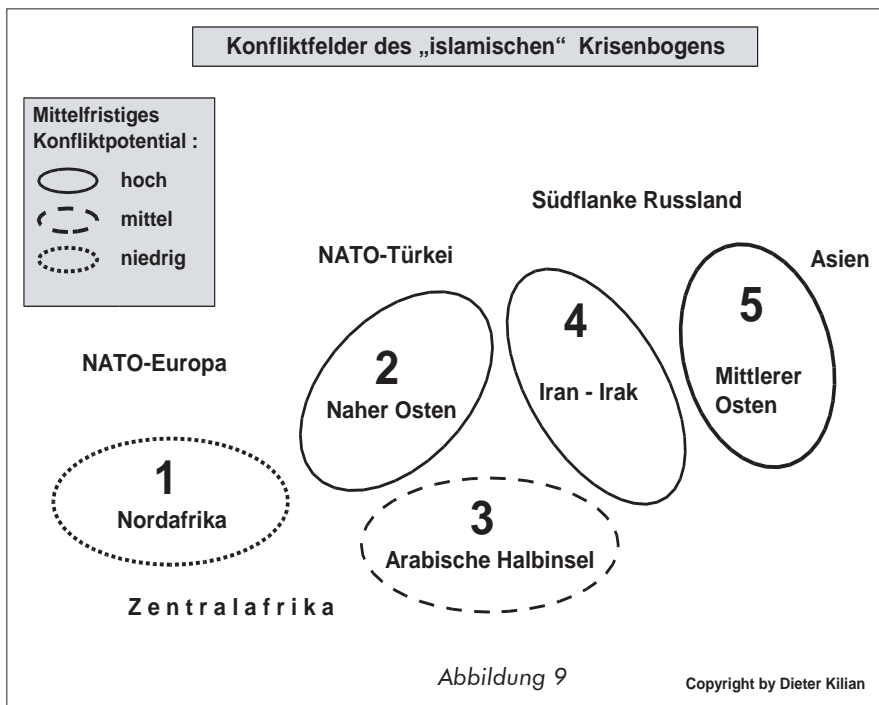 Konfliktfelder des „islamischen“ Krisenbogens
Mittelfristiges
Konfliktpotential :
hoch
mittel
niedrig
Südflanke Russland
NATO-Türkei
Asien
NATO-Europa
5
Mittlerer
Osten
4
Iran - Irak
2
Naher Osten
1
Nordafrika
3
Arabische Halbinsel
Zentralafrika
Abbildung 9
Copyright by Dieter Kilian